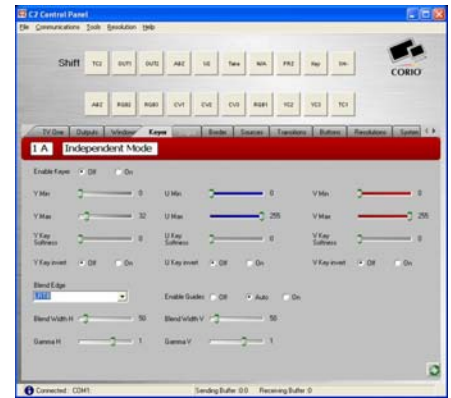 C2 Control Panel
File Communications Tools Resolution Help
Shift TC2 OUT1 OUT2 AB2 Take N/A FRZ Key
CORIO
AB2 RGB2 RGB3 CV1 CV2 CV3 RGB1 YC2 YC3 TC1
TV One Outputs Windows Keyer Border Sources Transitions Buttons Resolutions System
1 A Independent Mode
Enable Keyer Off On
Y Min 0 U Min 0 V Min 0
Y Max 32 U Max 255 V Max 255
Y Key Softness 0 U Key Softness 0 V Key Softness 0
Y Key invert Off On U Key invert Off On V Key invert Off On
Blend Edge
Enable Guides Off Auto On
Blend Width H 50 Blend Width V 50
Gamma H 1 Gamma V 1
Connected: COM1: Sending Buffer :0:0 Receiving Buffer :0